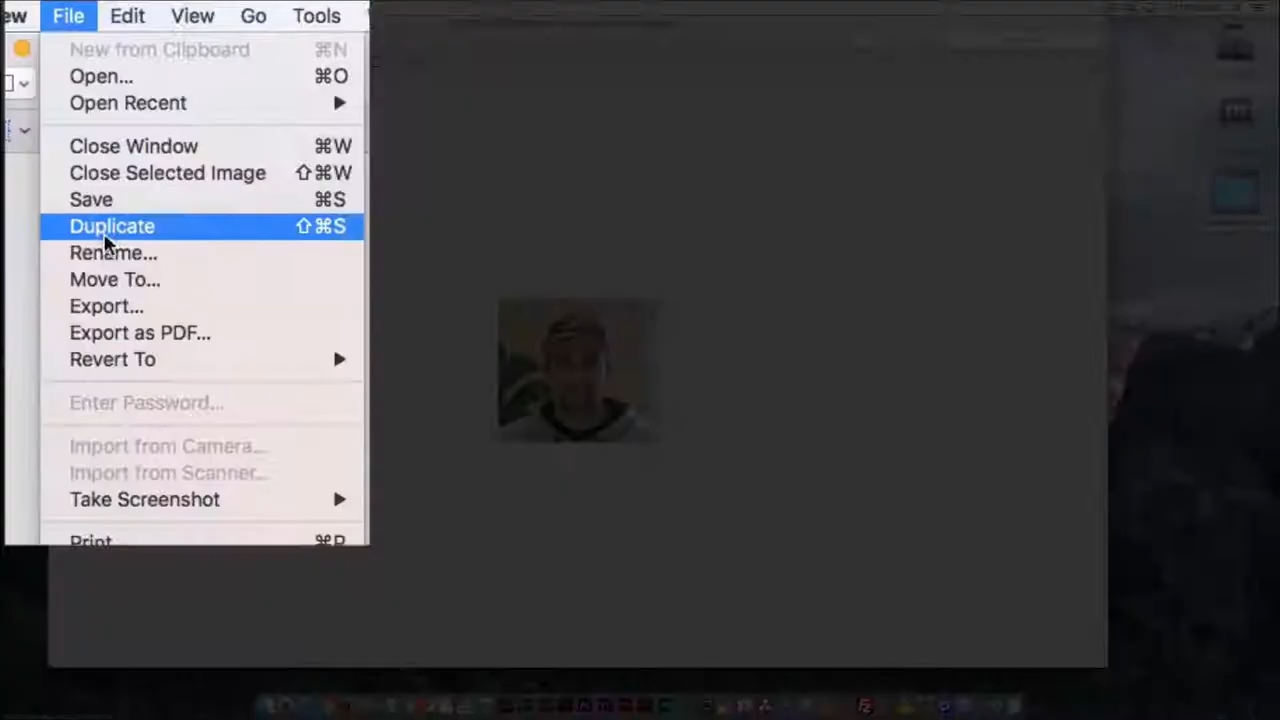 ew File Edit View Go Tools
New from Clipboard ⌘N
Open... ⌘O
Open Recent ▶
Close Window ⌘W
Close Selected Image ⇧⌘W
Save ⌘S
Duplicate ⇧⌘S
Rename...
Move To...
Export...
Export as PDF...
Revert To ▶
Enter Password...
Import from Camera...
Import from Scanner...
Take Screenshot ▶
Print ⌘P